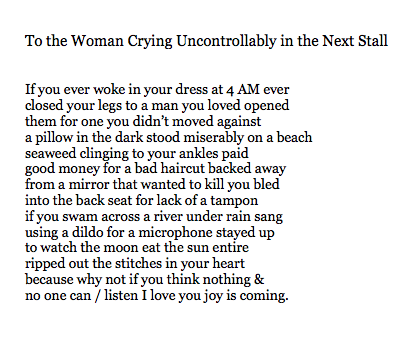 To the Woman Crying Uncontrollably in the Next Stall
If you ever woke in your dress at 4 AM ever
closed your legs to a man you loved opened
them for one you didn’t moved against
a pillow in the dark stood miserably on a beach
seaweed clinging to your ankles paid
good money for a bad haircut backed away
from a mirror that wanted to kill you bled
into the back seat for lack of a tampon
if you swam across a river under rain sang
using a dildo for a microphone stayed up
to watch the moon eat the sun entire
ripped out the stitches in your heart
because why not if you think nothing &
no one can / listen I love you joy is coming.